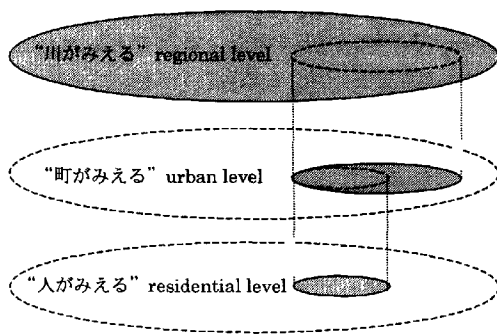 “川がみえる” regional level
“町がみえる” urban level
“人がみえる” residential level